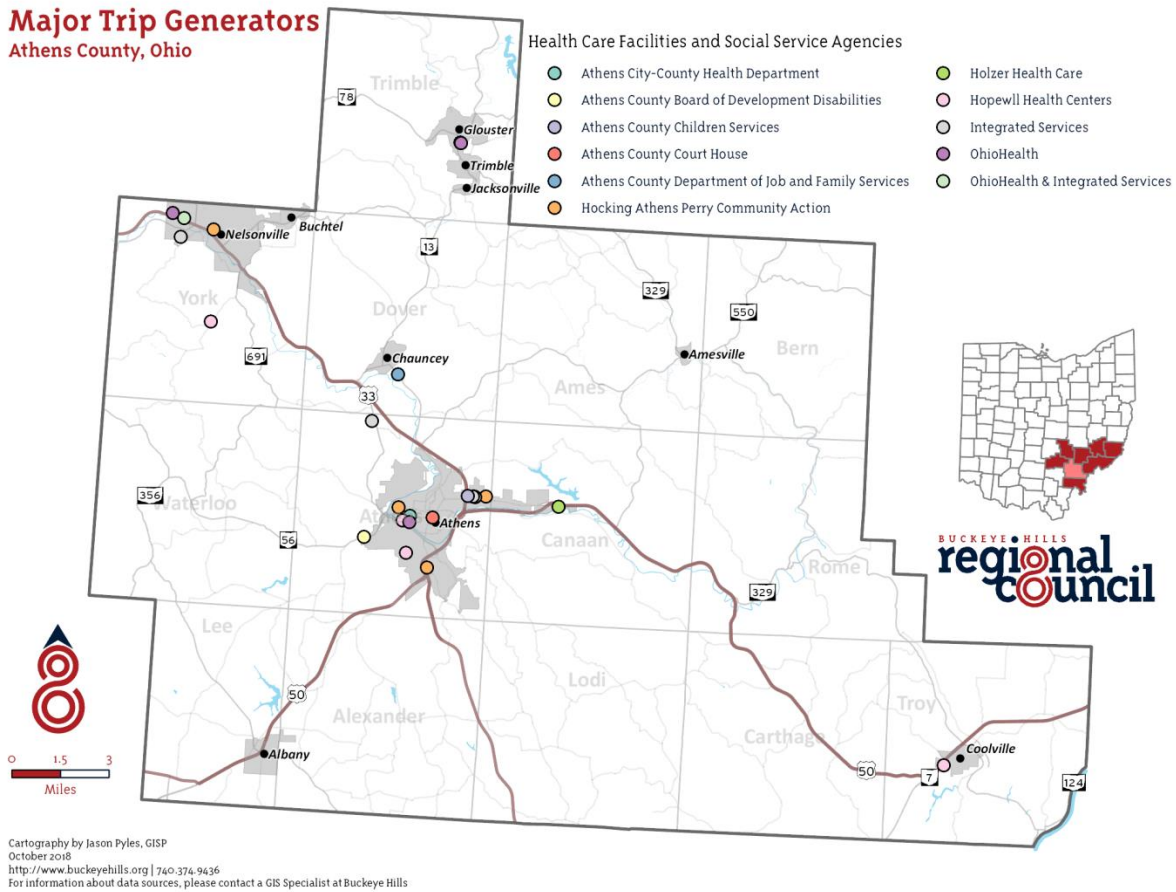 Major Trip Generators
Athens County, Ohio
Health Care Facilities and Social Service Agencies
Athens City-County Health Department
Athens County Board of Development Disabilities
Athens County Children Services
Athens County Court House
Athens County Department of Job and Family Services
Hocking Athens Perry Community Action
Holzer Health Care
Hopewll Health Centers
Integrated Services
OhioHealth
OhioHealth & Integrated Services
Trimble
78
Glouster
Trimble
Jacksonville
Buchtel
Nelsonville
13
329
550
York
Dover
691
Chauncey
Amesville
Bern
Ames
33
356
Waterloo
Athens
Athens
56
Canaan
Rome
329
BUCKEYE HILLS
regional
council
Lee
50
Alexander
Lodi
Troy
Carthage
Albany
Coolville
50
7
124
0 1.5 3
Miles
Cartography by Jason Pyles, GISP
October 2018
http://www.buckeyehills.org | 740.374.9436
For information about data sources, please contact a GIS Specialist at Buckeye Hills